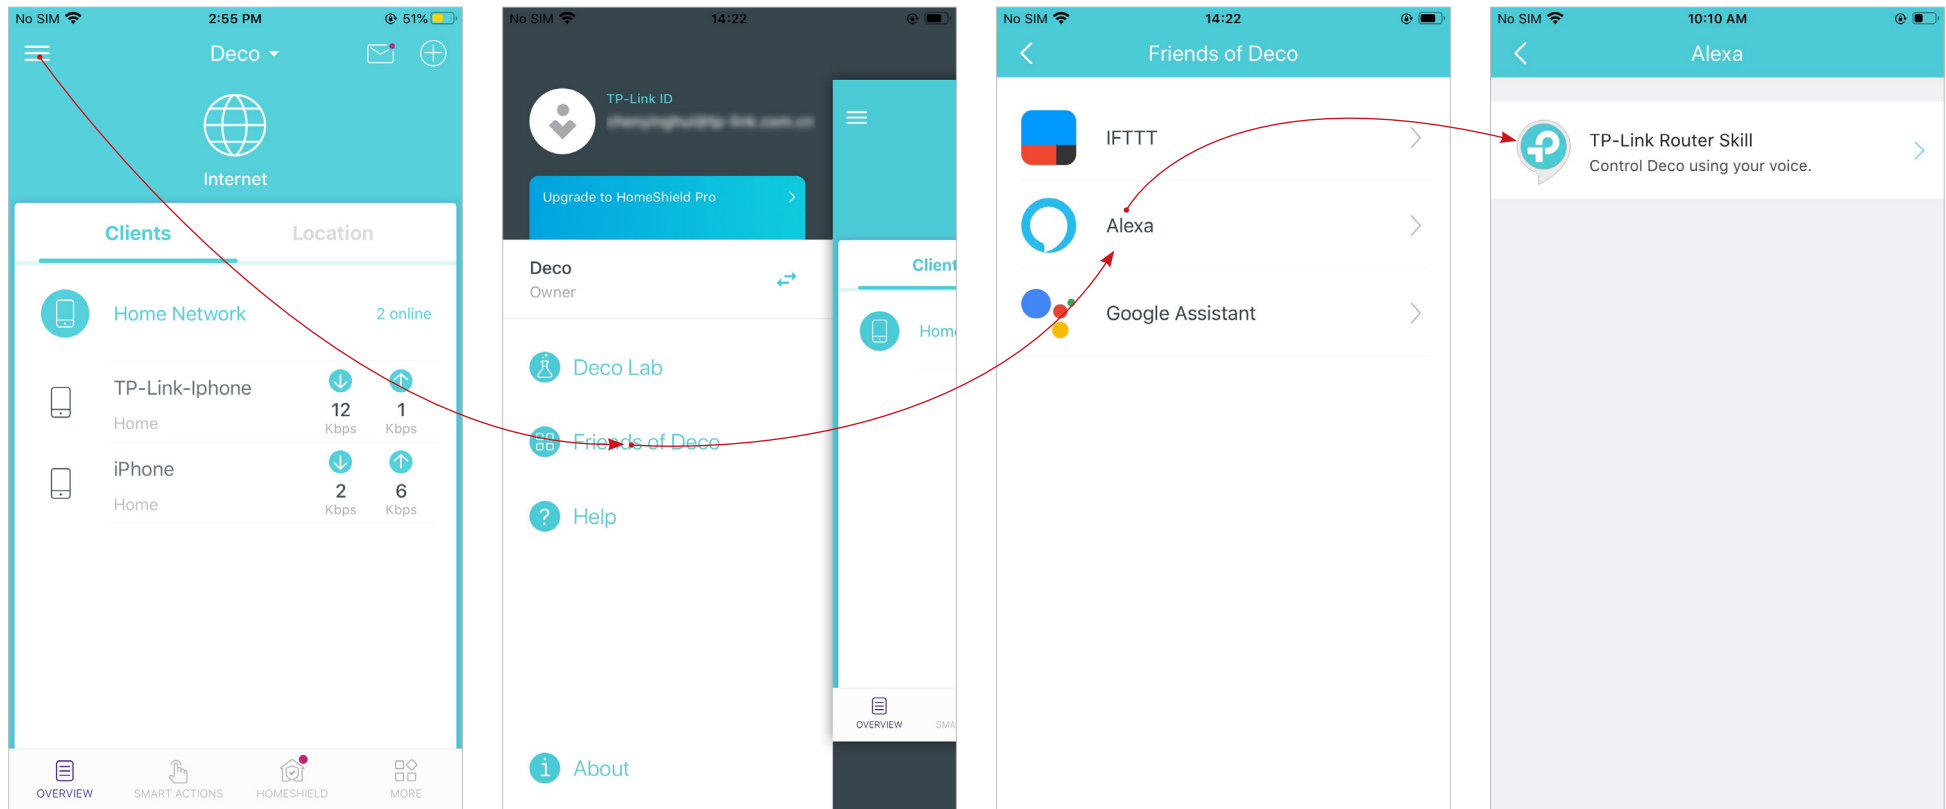 No SIM
2:55 PM
51%
Deco
Internet
Clients
Location
Home Network
2 online
TP-Link-Iphone
Home
12
Kbps
1
Kbps
iPhone
Home
2
Kbps
6
Kbps
OVERVIEW
SMART ACTIONS
HOMESHIELD
MORE
No SIM
14:22
TP-Link ID
Upgrade to HomeShield Pro
Deco
Owner
Deco Lab
Friends of Deco
Help
About
Client
Hom
OVERVIEW
SMA
No SIM
14:22
Friends of Deco
IFTTT
Alexa
Google Assistant
No SIM
10:10 AM
Alexa
TP-Link Router Skill
Control Deco using your voice.